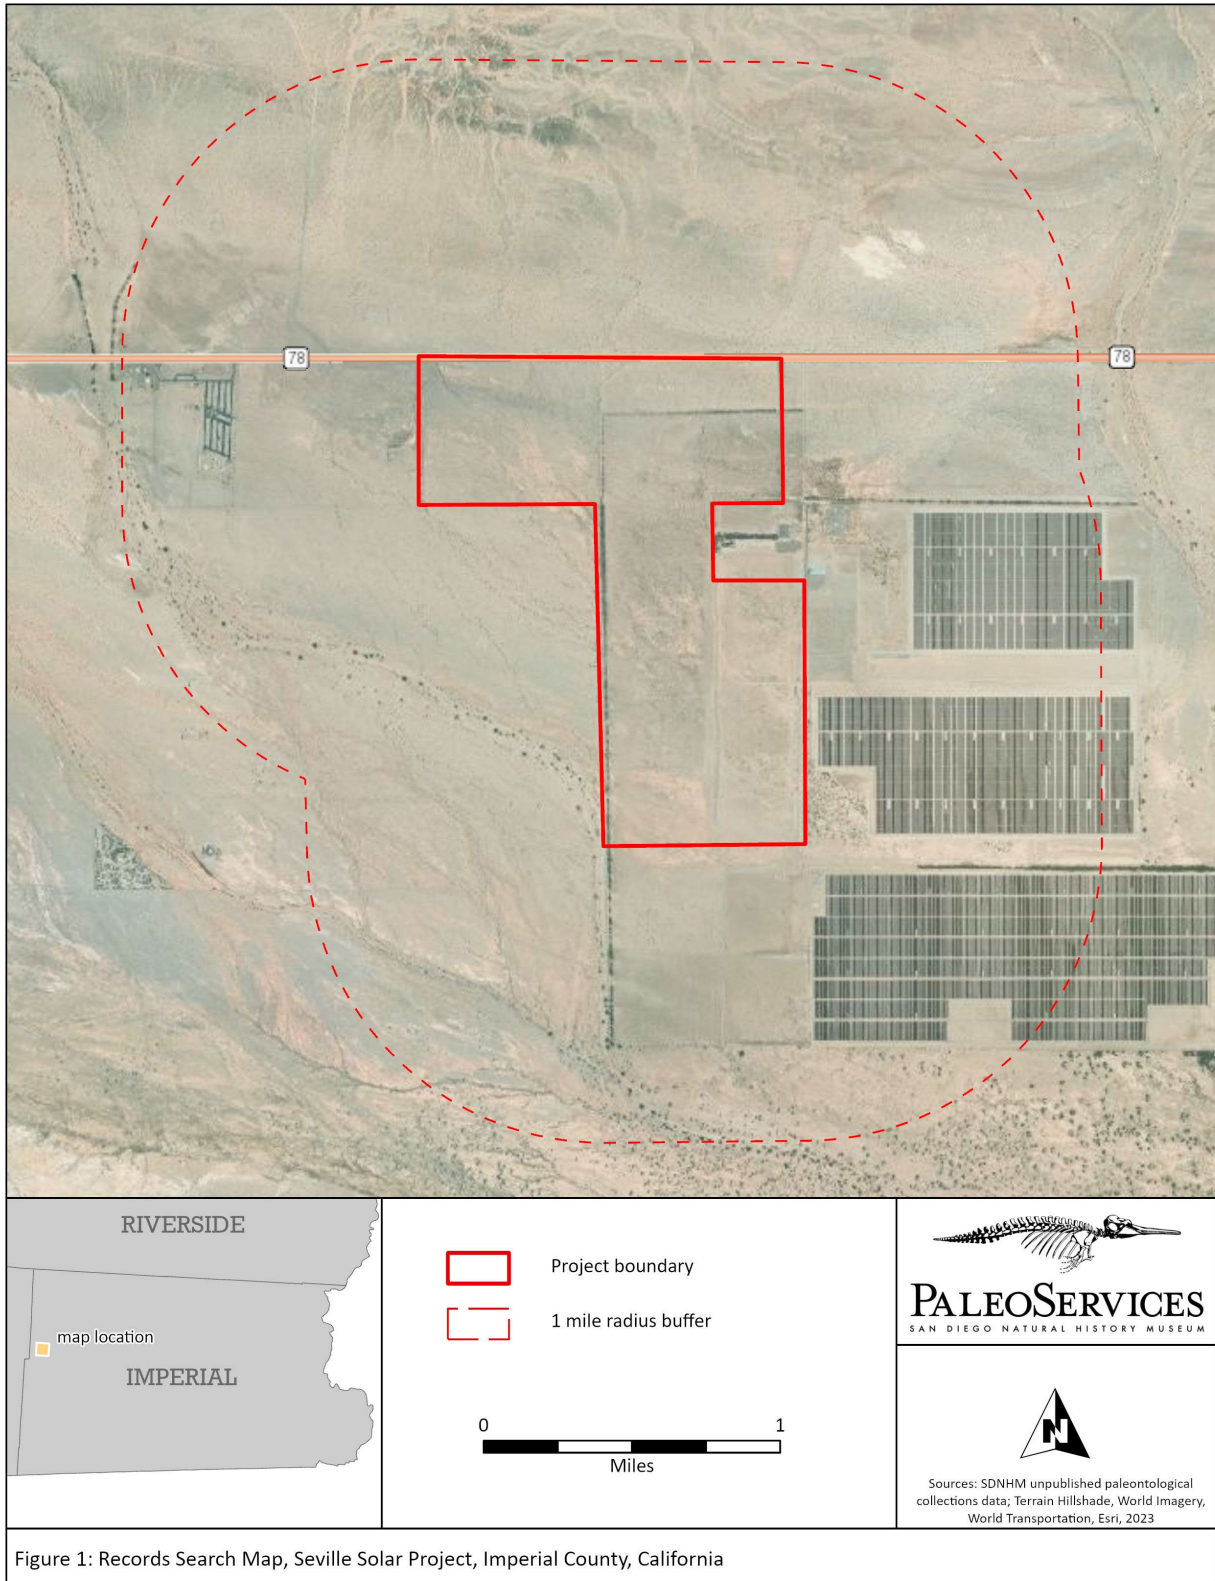 78
78
RIVERSIDE
map location
IMPERIAL
Project boundary
1 mile radius buffer
0 1
Miles
PALEOSERVICES
SAN DIEGO NATURAL HISTORY MUSEUM
N
Sources: SDNHM unpublished paleontological
collections data; Terrain Hillshade, World Imagery,
World Transportation, Esri, 2023
Figure 1: Records Search Map, Seville Solar Project, Imperial County, California